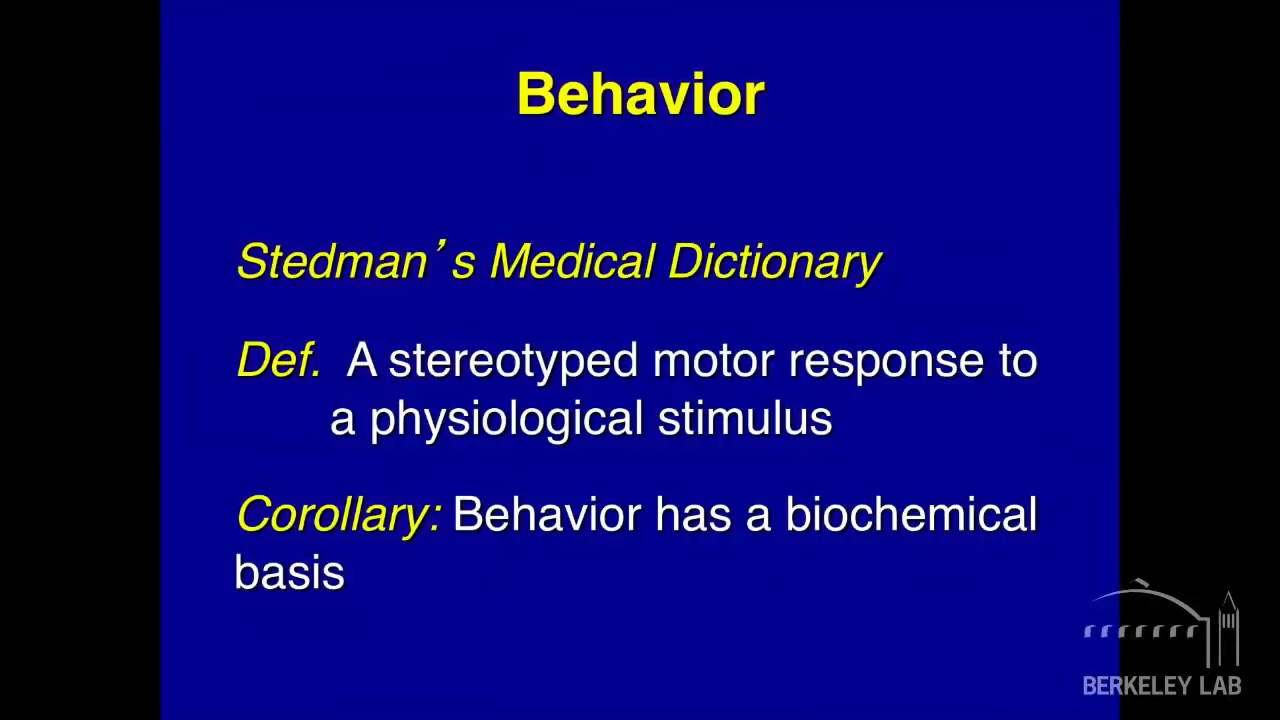 Behavior
Stedman’s Medical Dictionary
Def. A stereotyped motor response to
a physiological stimulus
Corollary: Behavior has a biochemical
basis
BERKELEY LAB